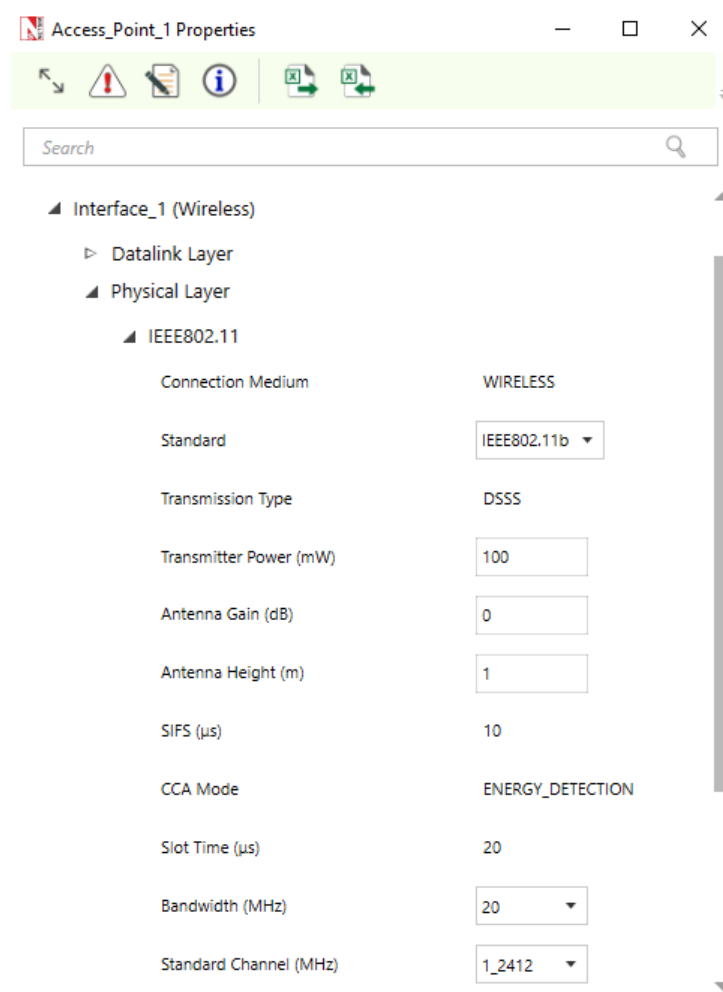 Access_Point_1 Properties
Search
Interface_1 (Wireless)
Datalink Layer
Physical Layer
IEEE802.11
Connection Medium WIRELESS
Standard IEEE802.11b
Transmission Type DSSS
Transmitter Power (mW) 100
Antenna Gain (dB) 0
Antenna Height (m) 1
SIFS (μs) 10
CCA Mode ENERGY_DETECTION
Slot Time (μs) 20
Bandwidth (MHz) 20
Standard Channel (MHz) 1_2412